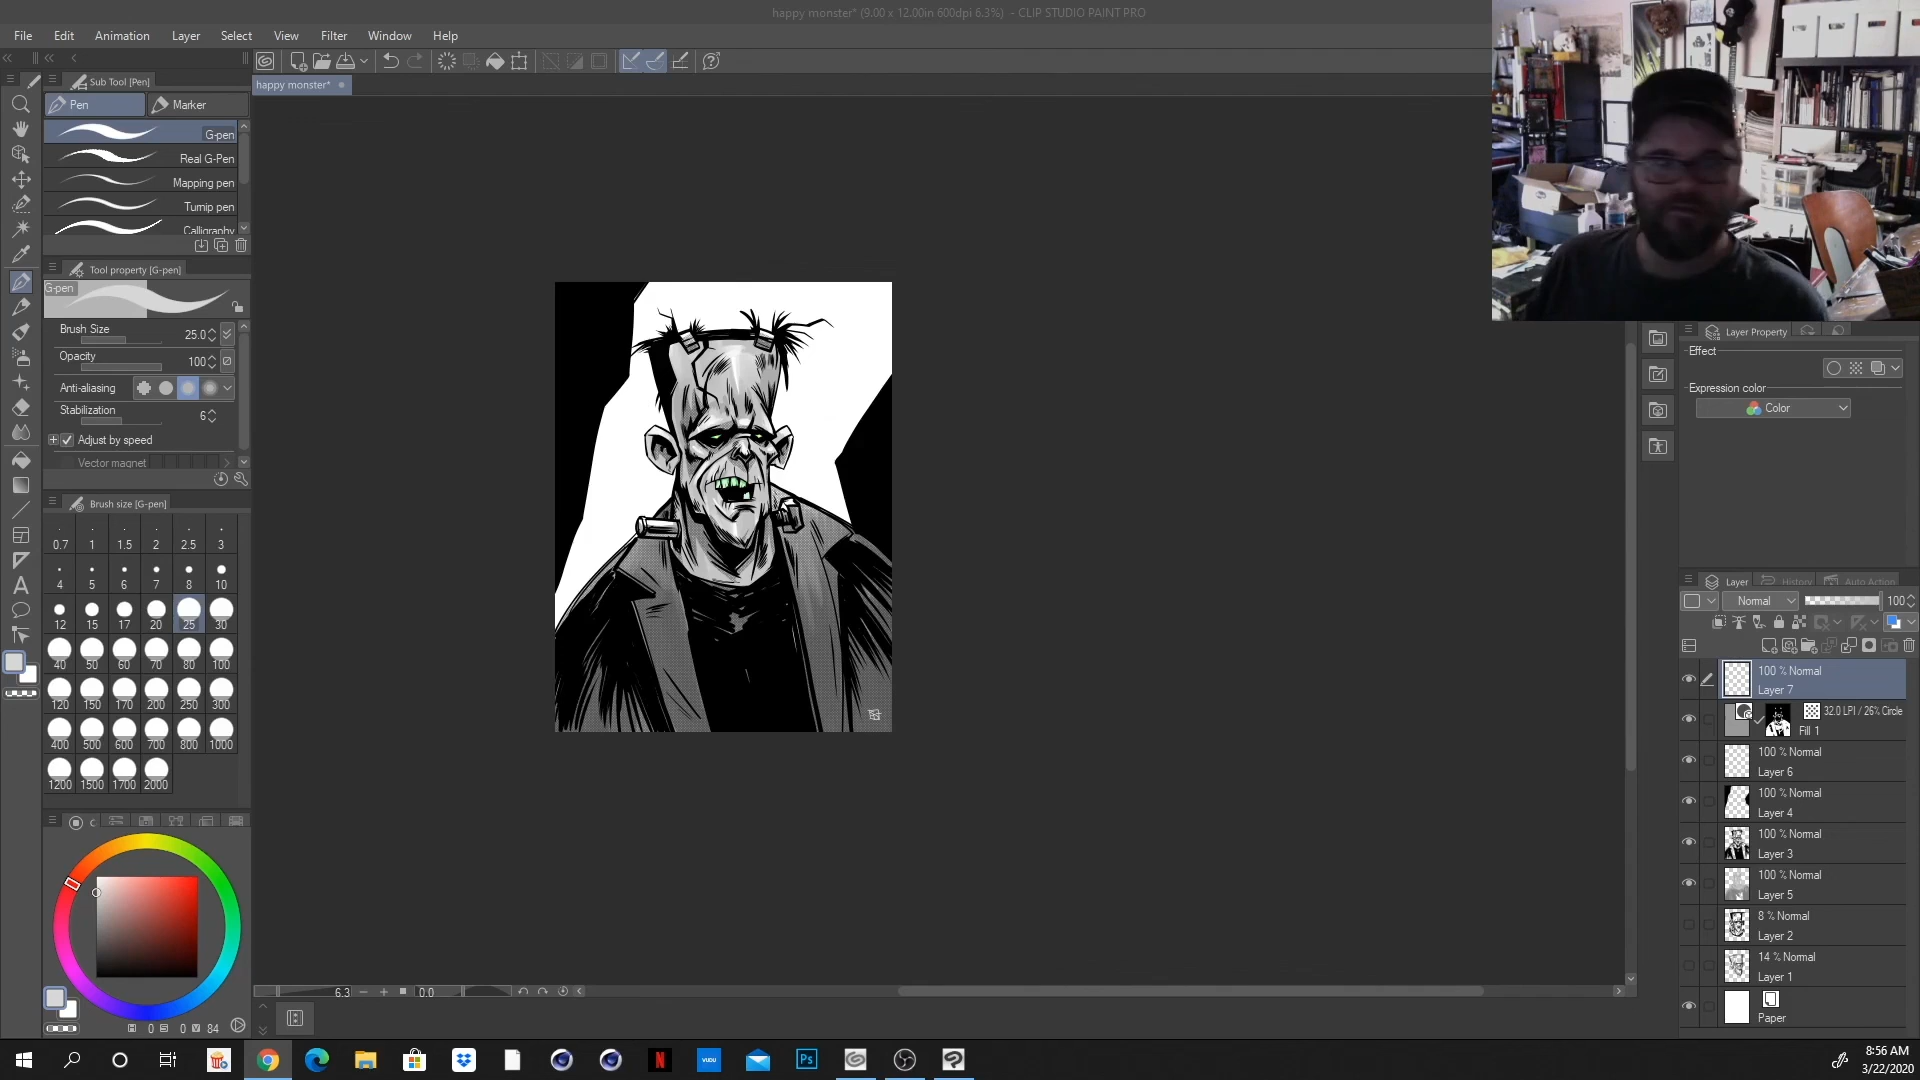 happy monster* (9.00 x 12.00in 600dpi 6.3%) - CLIP STUDIO PAINT PRO
File Edit Animation Layer Select View Filter Window Help
Sub Tool [Pen]
happy monster*
Pen Marker
G-pen
Real G-Pen
Mapping pen
Turnip pen
Calligraphy
Tool property [G-pen]
G-pen
Brush Size 25.0
Opacity 100
Anti-aliasing
Stabilization 6
Adjust by speed
Vector magnet
Brush size [G-pen]
0.7 1 1.5 2 2.5 3
4 5 6 7 8 10
12 15 17 20 25 30
40 50 60 70 80 100
120 150 170 200 250 300
400 500 600 700 800 1000
1200 1500 1700 2000
0 0 84
6.3 0.0
Layer Property
Effect
Expression color
Color
Layer History Auto Action
Normal 100
100 % Normal
Layer 7
32.0 LPI / 26% Circle
Fill 1
100 % Normal
Layer 6
100 % Normal
Layer 4
100 % Normal
Layer 3
100 % Normal
Layer 5
8 % Normal
Layer 2
14 % Normal
Layer 1
Paper
N VUDU Ps
8:56 AM
3/22/2020